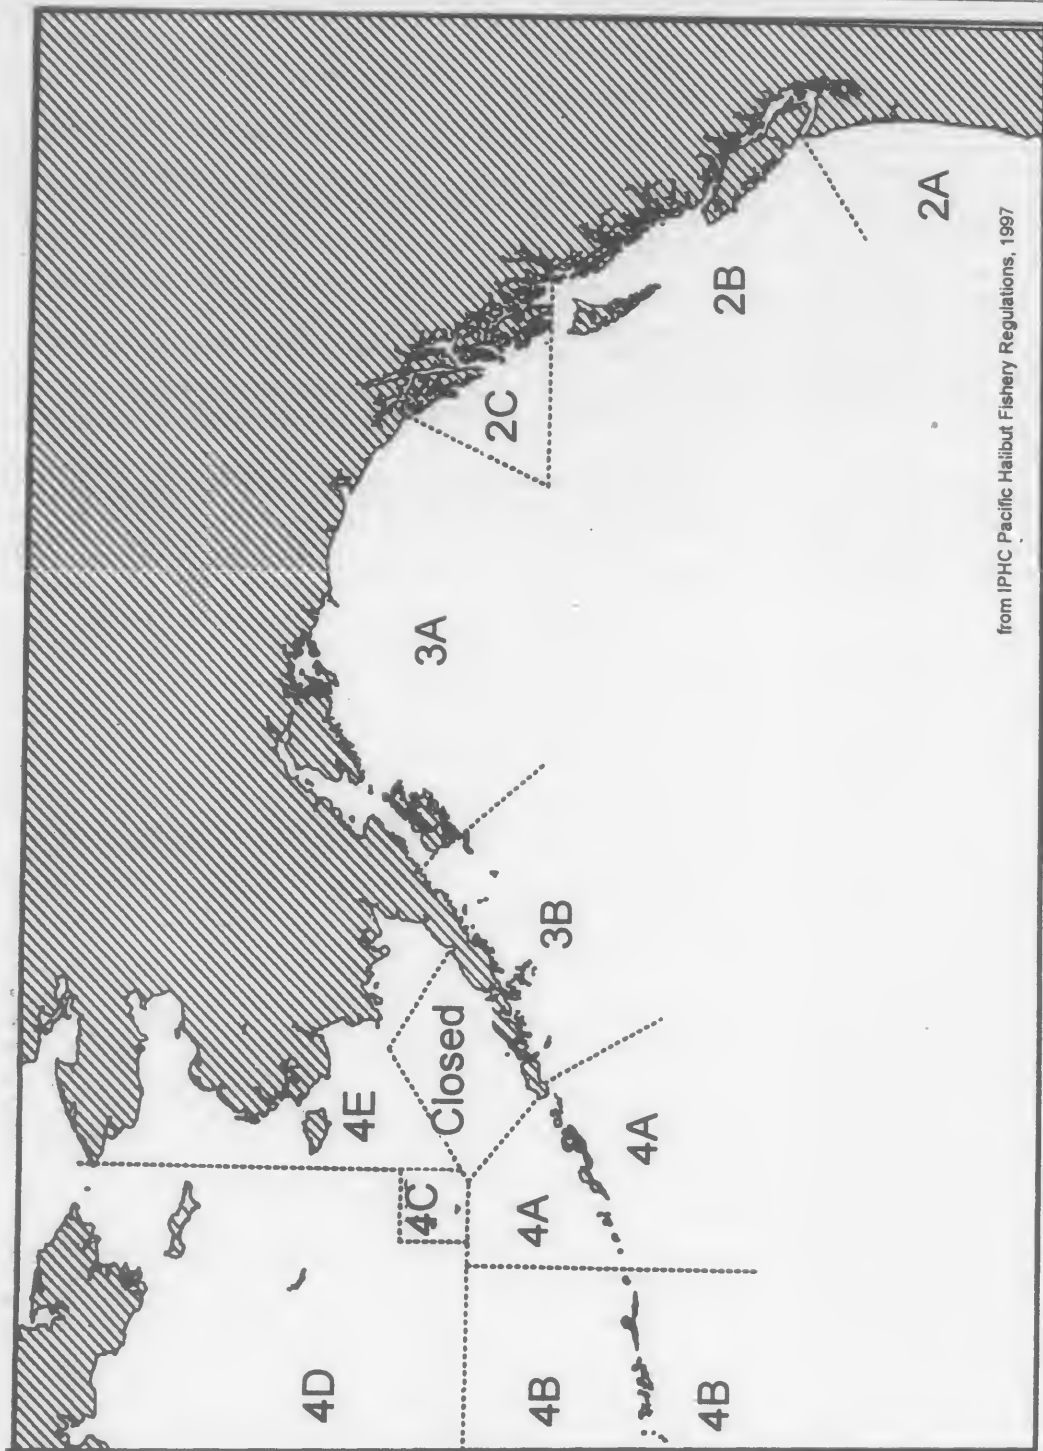 4D
4E
4C
Closed
4B
4A
4B
4A
3B
3A
2C
2B
2A
from IPHC Pacific Halibut Fishery Regulations, 1997